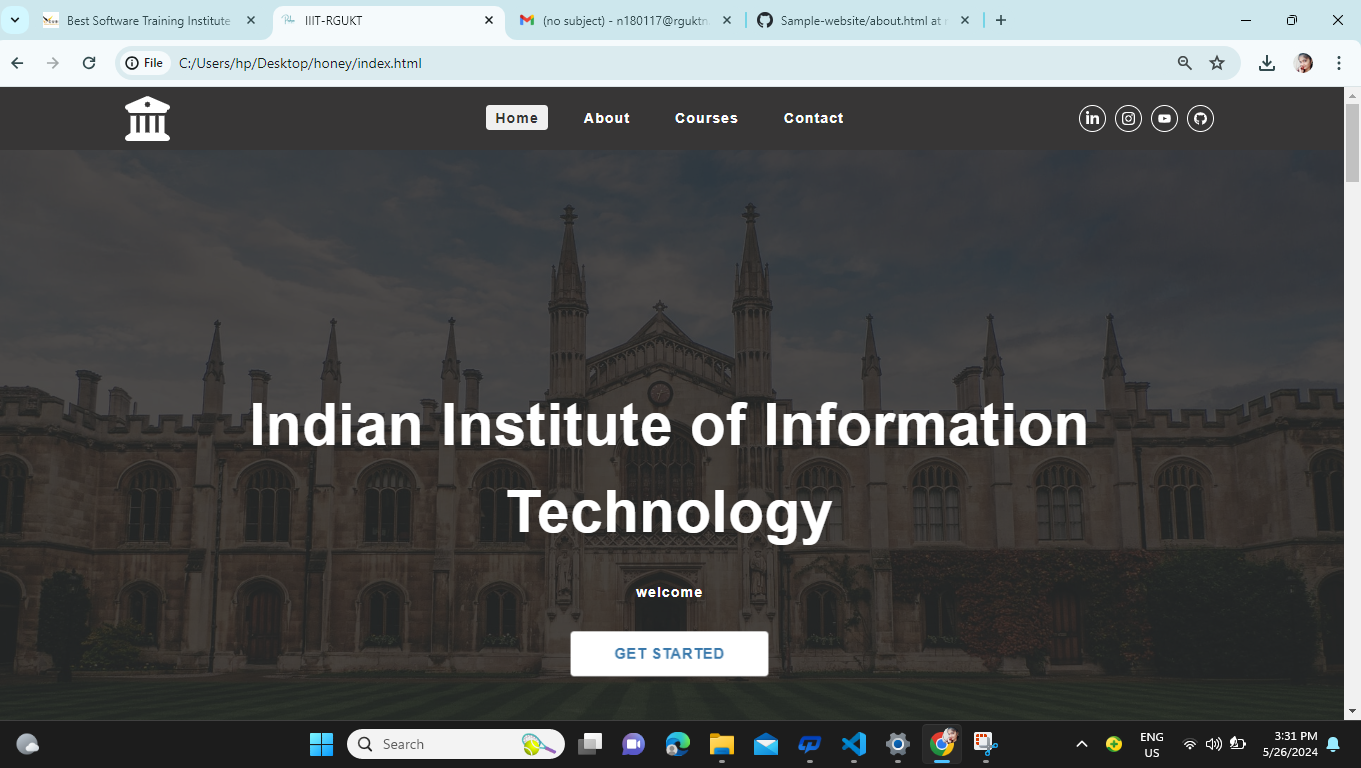 Best Software Training Institute
IIIT-RGUKT
(no subject) - n180117@rguktn
Sample-website/about.html at
File
C:/Users/hp/Desktop/honey/index.html
Home
About
Courses
Contact
Indian Institute of Information
Technology
welcome
GET STARTED
Search
ENG
US
3:31 PM
5/26/2024